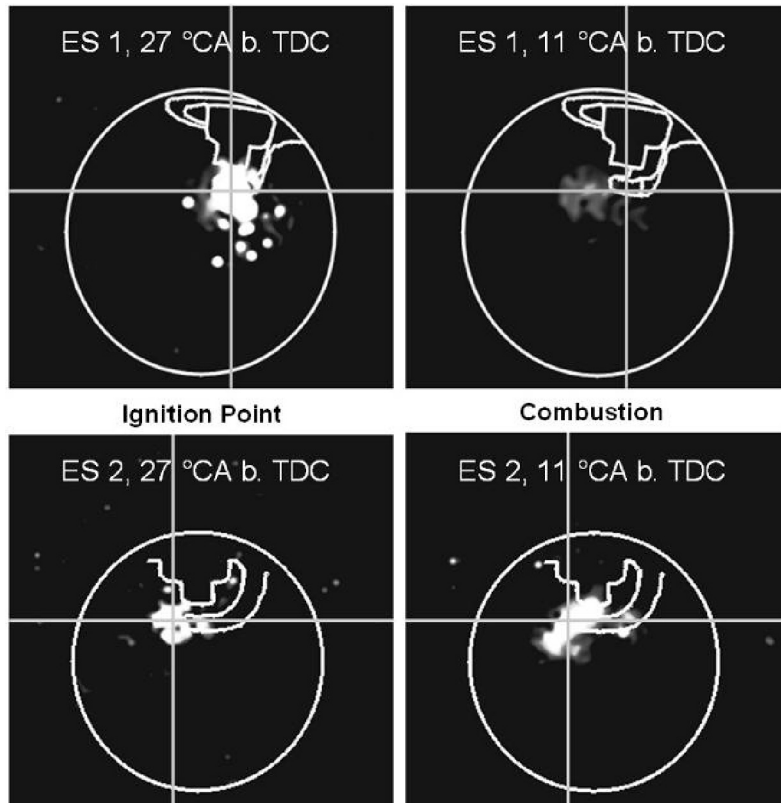 ES 1, 27 °CA b. TDC
ES 1, 11 °CA b. TDC
Ignition Point
Combustion
ES 2, 27 °CA b. TDC
ES 2, 11 °CA b. TDC